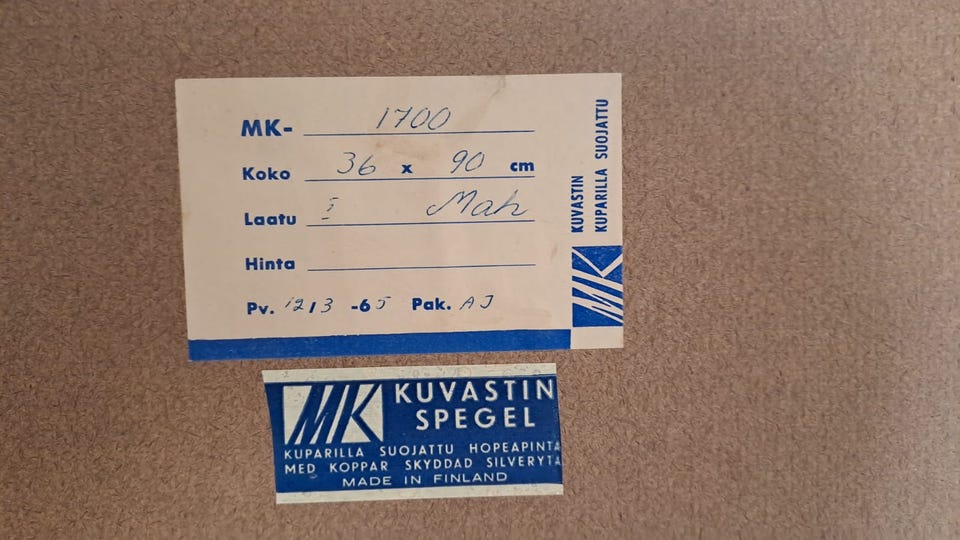 MK- 1700
Koko 36 x 90 cm
Laatu I Mah
Hinta
Pv. 12/3 -65 Pak. AJ
KUVASTIN
KUPARILLA SUOJATTU
MK
MK KUVASTIN
SPEGEL
KUPARILLA SUOJATTU HOPEAPINTA
MED KOPPAR SKYDDAD SILVERYTA
MADE IN FINLAND